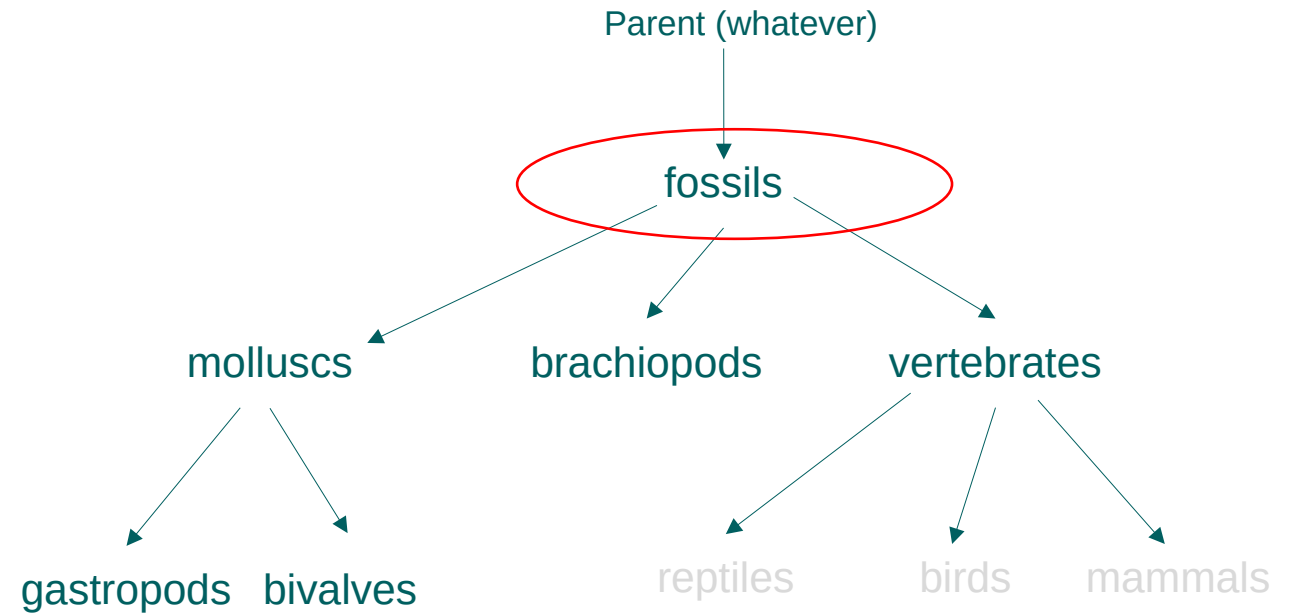 Parent (whatever)
fossils
molluscs
brachiopods
vertebrates
gastropods
bivalves
reptiles
birds
mammals